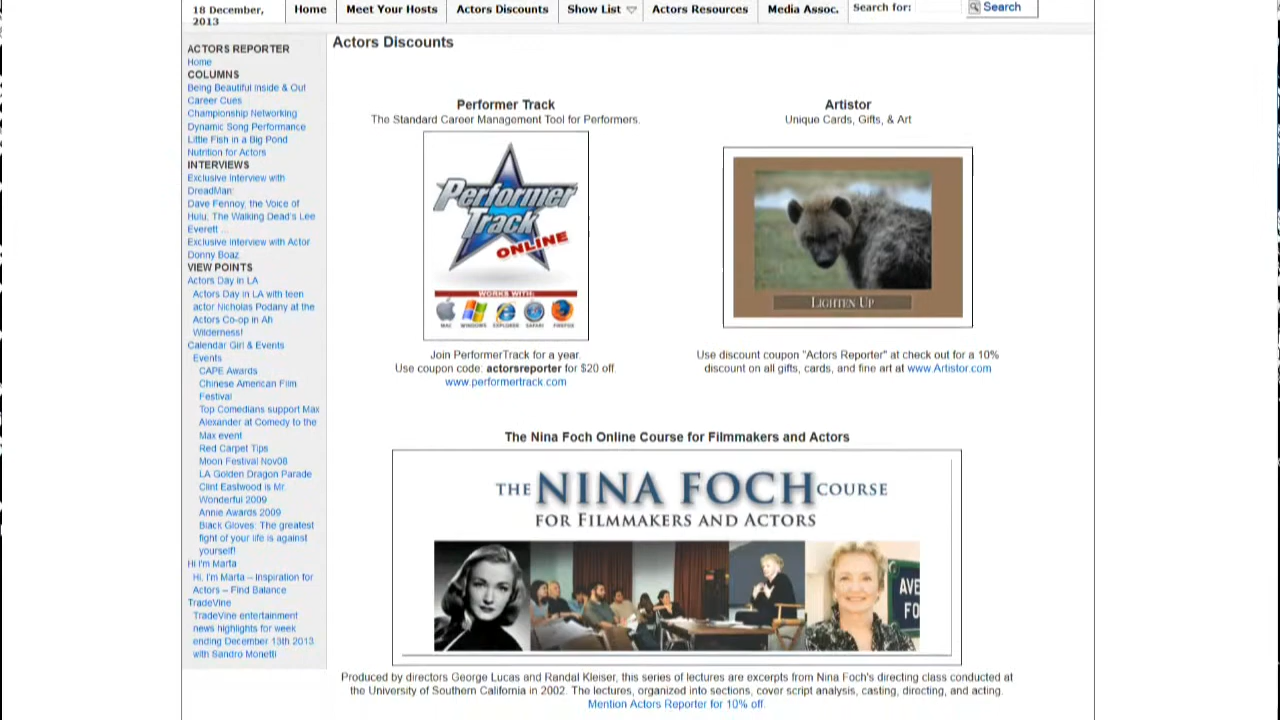 18 December, 2013
Home
Meet Your Hosts
Actors Discounts
Show List
Actors Resources
Media Assoc.
Search for:
Search
ACTORS REPORTER
Home
COLUMNS
Being Beautiful Inside & Out
Career Cues
Championship Networking
Dynamic Song Performance
Little Fish in a Big Pond
Nutrition for Actors
INTERVIEWS
Exclusive Interview with
DreadMan
Dave Fennoy, the Voice of
Hulu, The Walking Dead's Lee
Everett ...
Exclusive interview with Actor
Donny Boaz
VIEW POINTS
Actors Day in LA
Actors Day in LA with teen
actor Nicholas Podany at the
Actors Co-op in Ah
Wilderness!
Calendar Girl & Events
Events
CAPE Awards
Chinese American Film
Festival
Top Comedians support Max
Alexander at Comedy to the
Max event
Red Carpet Tips
Moon Festival Nov08
LA Golden Dragon Parade
Clint Eastwood is Mr.
Wonderful 2009
Annie Awards 2009
Black Gloves: The greatest
fight of your life is against
yourself!
Hi I'm Marta
Hi, I'm Marta – Inspiration for
Actors – Find Balance
TradeVine
TradeVine entertainment
news highlights for week
ending December 13th 2013
with Sandro Monetti
Actors Discounts
Performer Track
The Standard Career Management Tool for Performers.
Performer
Track
ONLINE
WORKS WITH:
MAC WINDOWS EXPLORER SAFARI FIREFOX
Join PerformerTrack for a year.
Use coupon code: actorsreporter for $20 off.
www.performertrack.com
Artistor
Unique Cards, Gifts, & Art
LIGHTEN UP
Use discount coupon "Actors Reporter" at check out for a 10%
discount on all gifts, cards, and fine art at www.Artistor.com
The Nina Foch Online Course for Filmmakers and Actors
THE NINA FOCH COURSE
FOR FILMMAKERS AND ACTORS
AVE
FO
Produced by directors George Lucas and Randal Kleiser, this series of lectures are excerpts from Nina Foch's directing class conducted at
the University of Southern California in 2002. The lectures, organized into sections, cover script analysis, casting, directing, and acting.
Mention Actors Reporter for 10% off.